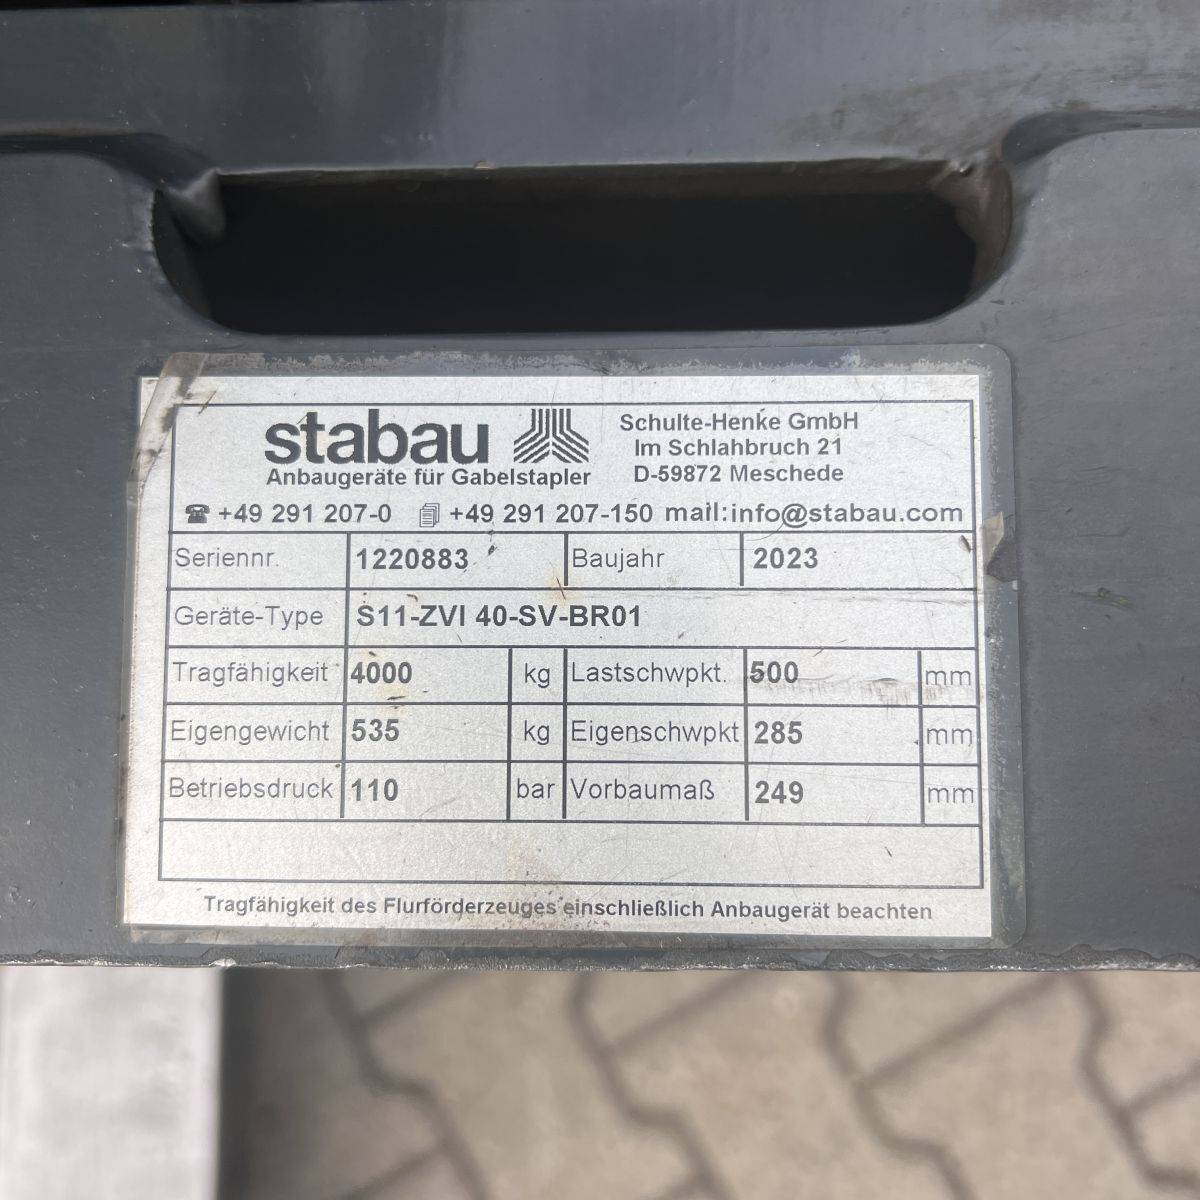 stabau
Anbaugeräte für Gabelstapler
Schulte-Henke GmbH
Im Schlahbruch 21
D-59872 Meschede
☎ +49 291 207-0 +49 291 207-150 mail:info@stabau.com
Seriennr. 1220883 Baujahr 2023
Geräte-Type S11-ZVI 40-SV-BR01
Tragfähigkeit 4000 kg Lastschwpkt. 500 mm
Eigengewicht 535 kg Eigenschwpkt 285 mm
Betriebsdruck 110 bar Vorbaumaß 249 mm
Tragfähigkeit des Flurförderzeuges einschließlich Anbaugerät beachten